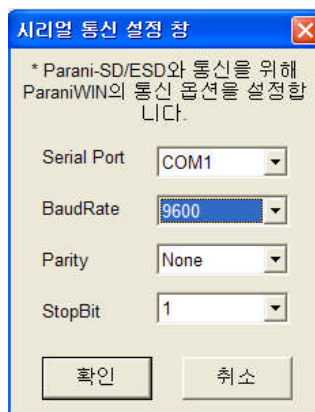 시리얼 통신 설정 창
* Parani-SD/ESD와 통신을 위해
ParaniWIN의 통신 옵션을 설정합
니다.
Serial Port COM1
BaudRate 9600
Parity None
StopBit 1
확인 취소